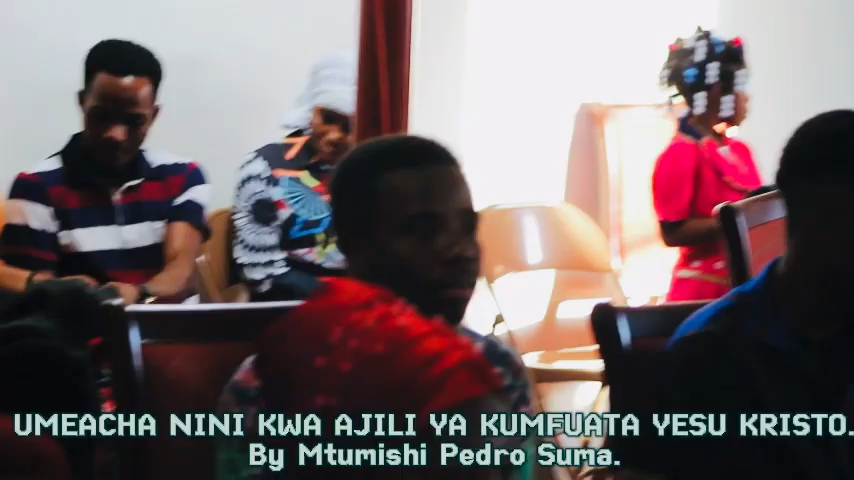 UMEACHA NINI KWA AJILI YA KUMFUATA YESU KRISTO.
By Mtumishi Pedro Suma.